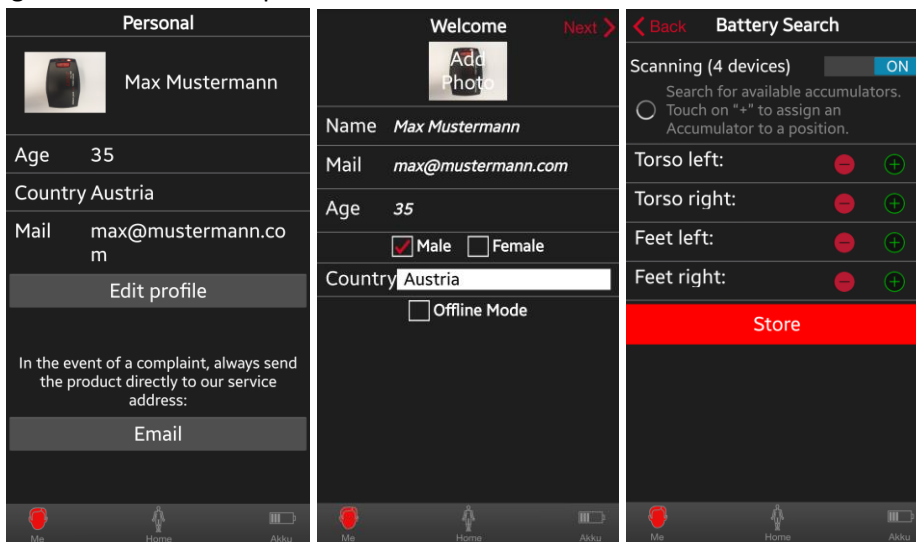 Personal
Max Mustermann
Age 35
Country Austria
Mail max@mustermann.co
m
Edit profile
In the event of a complaint, always send
the product directly to our service
address:
Email
Me Home Akku
Welcome Next
Add
Photo
Name Max Mustermann
Mail max@mustermann.com
Age 35
Male Female
Country Austria
Offline Mode
Me Home Akku
Back Battery Search
Scanning (4 devices) ON
Search for available accumulators.
Touch on "+" to assign an
Accumulator to a position.
Torso left:
Torso right:
Feet left:
Feet right:
Store
Me Home Akku